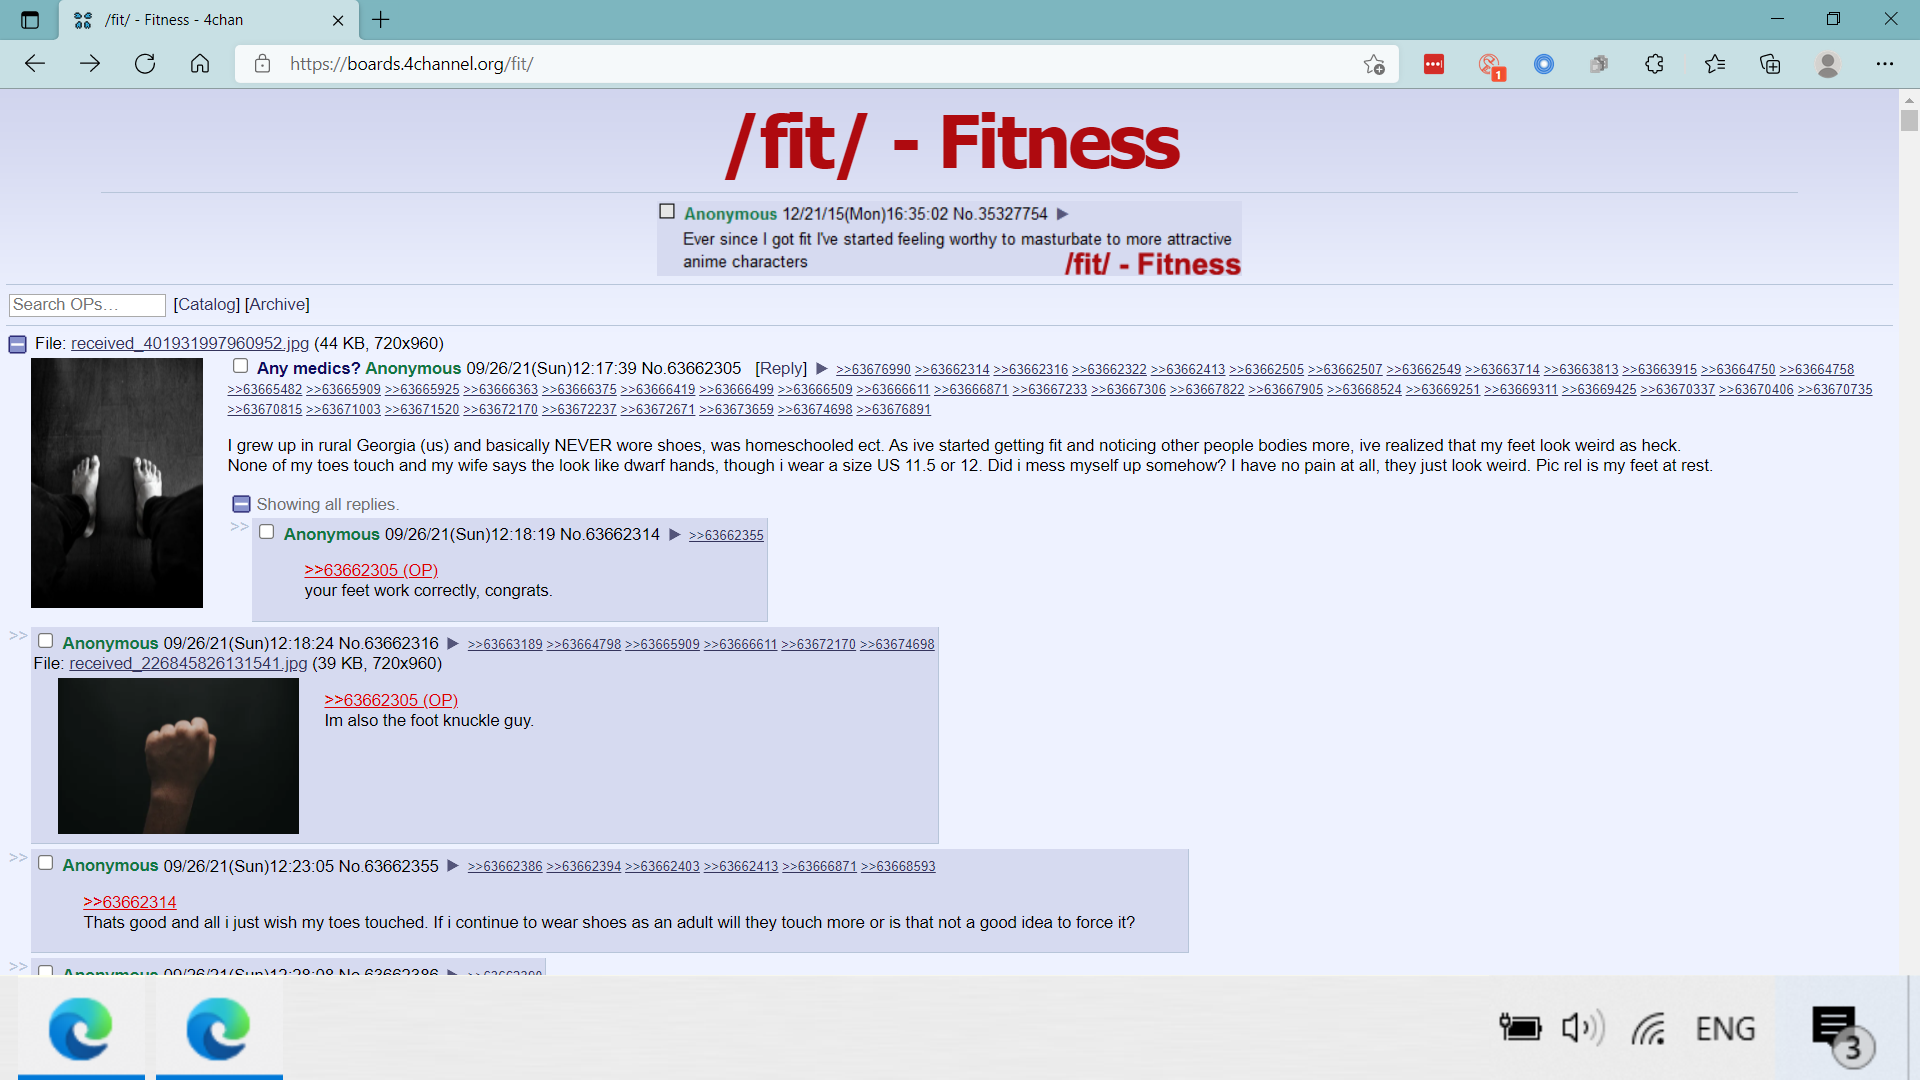 /fit/ - Fitness - 4chan
https://boards.4channel.org/fit/
1
/fit/ - Fitness
Anonymous 12/21/15(Mon)16:35:02 No.35327754 ▶
Ever since I got fit I've started feeling worthy to masturbate to more attractive
anime characters
/fit/ - Fitness
Search OPs… [Catalog] [Archive]
File: received_401931997960952.jpg (44 KB, 720x960)
Any medics? Anonymous 09/26/21(Sun)12:17:39 No.63662305 [Reply] ▶ >>63676990 >>63662314 >>63662316 >>63662322 >>63662413 >>63662505 >>63662507 >>63662549 >>63663714 >>63663813 >>63663915 >>63664750 >>63664758
>>63665482 >>63665909 >>63665925 >>63666363 >>63666375 >>63666419 >>63666499 >>63666509 >>63666611 >>63666871 >>63667233 >>63667306 >>63667822 >>63667905 >>63668524 >>63669251 >>63669311 >>63669425 >>63670337 >>63670406 >>63670735
>>63670815 >>63671003 >>63671520 >>63672170 >>63672237 >>63672671 >>63673659 >>63674698 >>63676891
I grew up in rural Georgia (us) and basically NEVER wore shoes, was homeschooled ect. As ive started getting fit and noticing other people bodies more, ive realized that my feet look weird as heck.
None of my toes touch and my wife says the look like dwarf hands, though i wear a size US 11.5 or 12. Did i mess myself up somehow? I have no pain at all, they just look weird. Pic rel is my feet at rest.
Showing all replies.
>> Anonymous 09/26/21(Sun)12:18:19 No.63662314 ▶ >>63662355
>>63662305 (OP)
your feet work correctly, congrats.
>> Anonymous 09/26/21(Sun)12:18:24 No.63662316 ▶ >>63663189 >>63664798 >>63665909 >>63666611 >>63672170 >>63674698
File: received_226845826131541.jpg (39 KB, 720x960)
>>63662305 (OP)
Im also the foot knuckle guy.
>> Anonymous 09/26/21(Sun)12:23:05 No.63662355 ▶ >>63662386 >>63662394 >>63662403 >>63662413 >>63666871 >>63668593
>>63662314
Thats good and all i just wish my toes touched. If i continue to wear shoes as an adult will they touch more or is that not a good idea to force it?
>> Anonymous 09/26/21(Sun)12:28:08 No.63662386 ▶
ENG
3